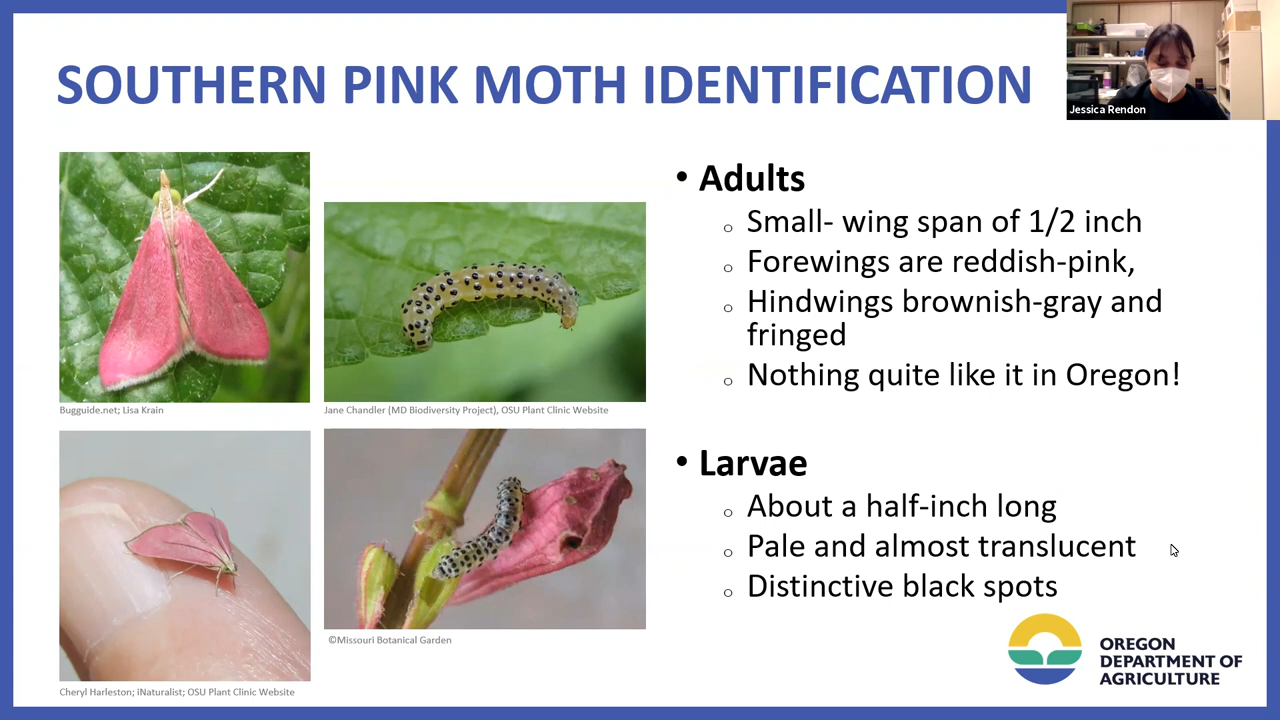 SOUTHERN PINK MOTH IDENTIFICATION
Jessica Rendon
Bugguide.net; Lisa Krain
Jane Chandler (MD Biodiversity Project), OSU Plant Clinic Website
Cheryl Harleston; iNaturalist; OSU Plant Clinic Website
©Missouri Botanical Garden
• Adults
o Small- wing span of 1/2 inch
o Forewings are reddish-pink,
o Hindwings brownish-gray and
fringed
o Nothing quite like it in Oregon!
• Larvae
o About a half-inch long
o Pale and almost translucent
o Distinctive black spots
OREGON
DEPARTMENT OF
AGRICULTURE